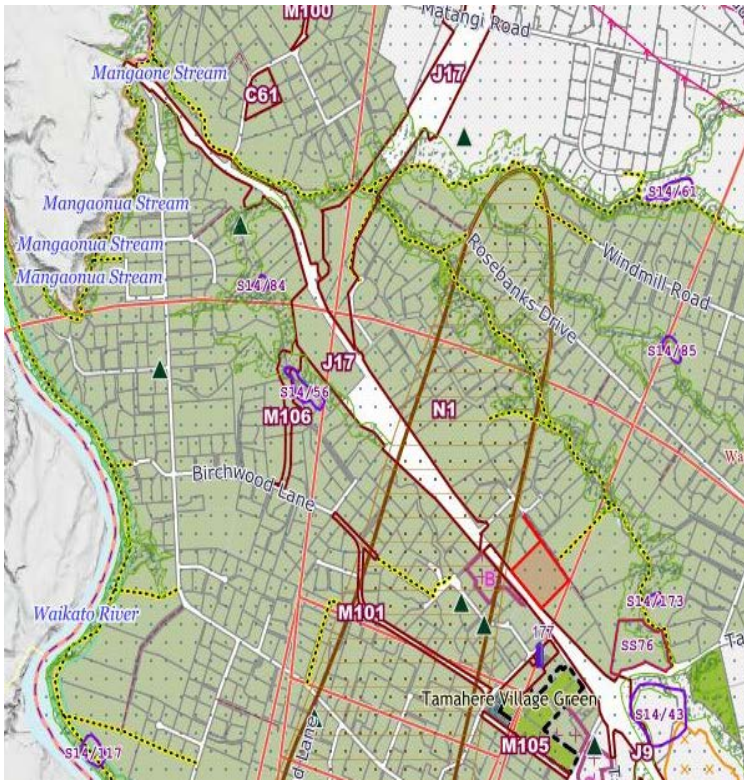 M100
Matangi Road
Mangaone Stream
J17
C61
S14/61
Mangaonua Stream
Mangaonua Stream
Mangaonua Stream
Rosebanks Drive
Windmill Road
S14/84
S14/85
J17
S14/56
M106
N1
Birchwood Lane
B
Waikato River
M101
S14/173
177
SS76
Tamahere Village Green
S14/43
M105
J9
S14/117